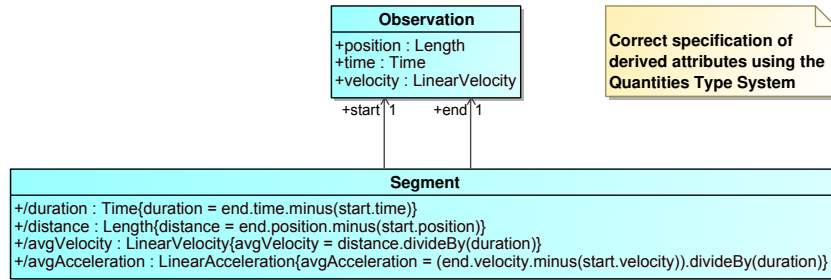 Observation
+position : Length
+time : Time
+velocity : LinearVelocity
Correct specification of
derived attributes using the
Quantities Type System
+start 1
+end 1
Segment
+/duration : Time{duration = end.time.minus(start.time)}
+/distance : Length{distance = end.position.minus(start.position)}
+/avgVelocity : LinearVelocity{avgVelocity = distance.divideBy(duration)}
+/avgAcceleration : LinearAcceleration{avgAcceleration = (end.velocity.minus(start.velocity)).divideBy(duration)}